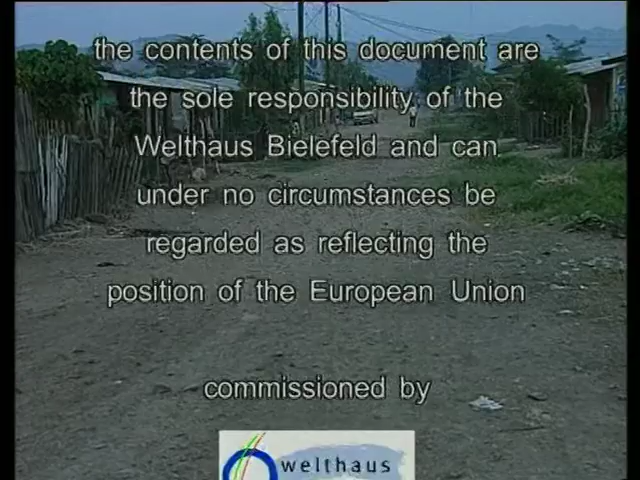 the contents of this document are
the sole responsibility of the
Welthaus Bielefeld and can
under no circumstances be
regarded as reflecting the
position of the European Union
commissioned by
welthaus